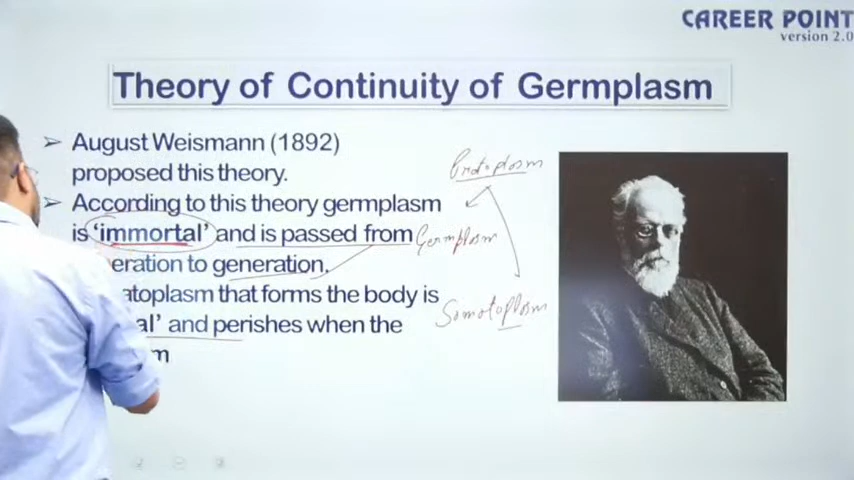 CAREER POINT
version 2.0
Theory of Continuity of Germplasm
➢ August Weismann (1892)
proposed this theory.
➢ According to this theory germplasm
is ‘immortal’ and is passed from
eration to generation.
atoplasm that forms the body is
al’ and perishes when the
m
Protoplasm
Germplasm
Somatoplasm